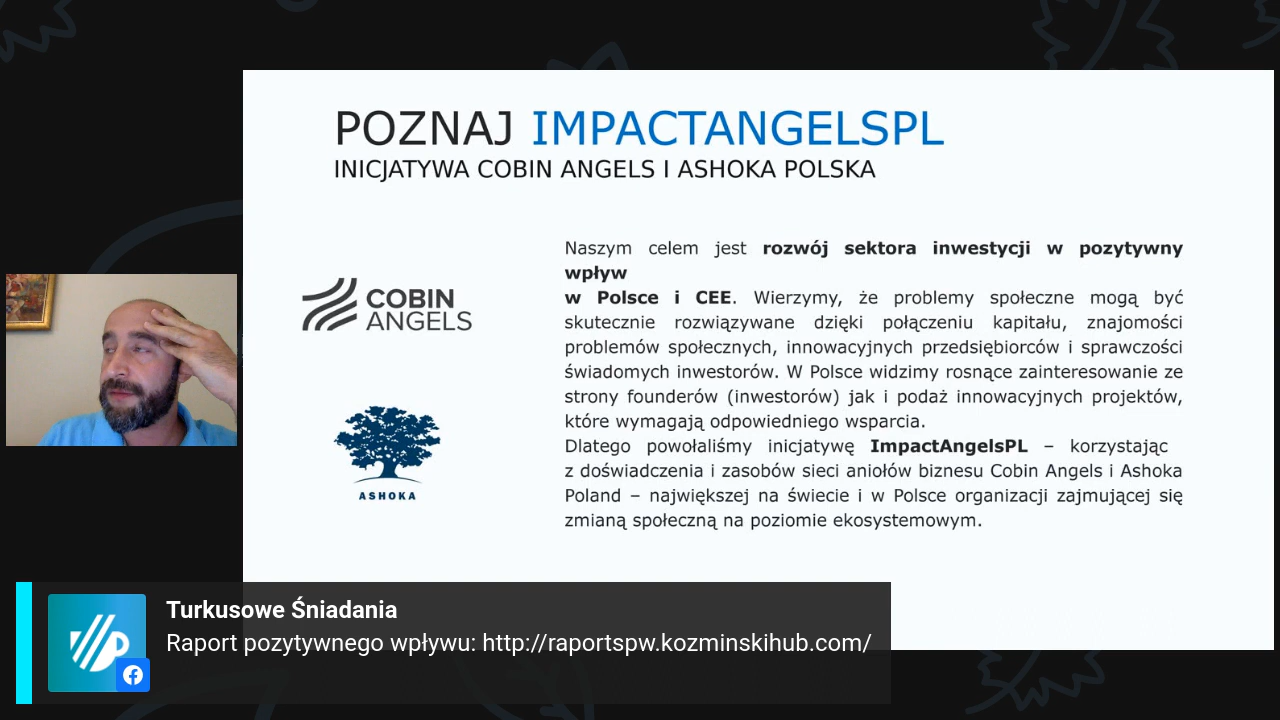 POZNAJ IMPACTANGELSPL
INICJATYWA COBIN ANGELS I ASHOKA POLSKA
COBIN
ANGELS
ASHOKA
Naszym celem jest rozwój sektora inwestycji w pozytywny
wpływ
w Polsce i CEE. Wierzymy, że problemy społeczne mogą być
skutecznie rozwiązywane dzięki połączeniu kapitału, znajomości
problemów społecznych, innowacyjnych przedsiębiorców i sprawczości
świadomych inwestorów. W Polsce widzimy rosnące zainteresowanie ze
strony founderów (inwestorów) jak i podaż innowacyjnych projektów,
które wymagają odpowiedniego wsparcia.
Dlatego powołaliśmy inicjatywę ImpactAngelsPL – korzystając
z doświadczenia i zasobów sieci aniołów biznesu Cobin Angels i Ashoka
Poland – największej na świecie i w Polsce organizacji zajmującej się
zmianą społeczną na poziomie ekosystemowym.
Turkusowe Śniadania
Raport pozytywnego wpływu: http://raportspw.kozminskihub.com/